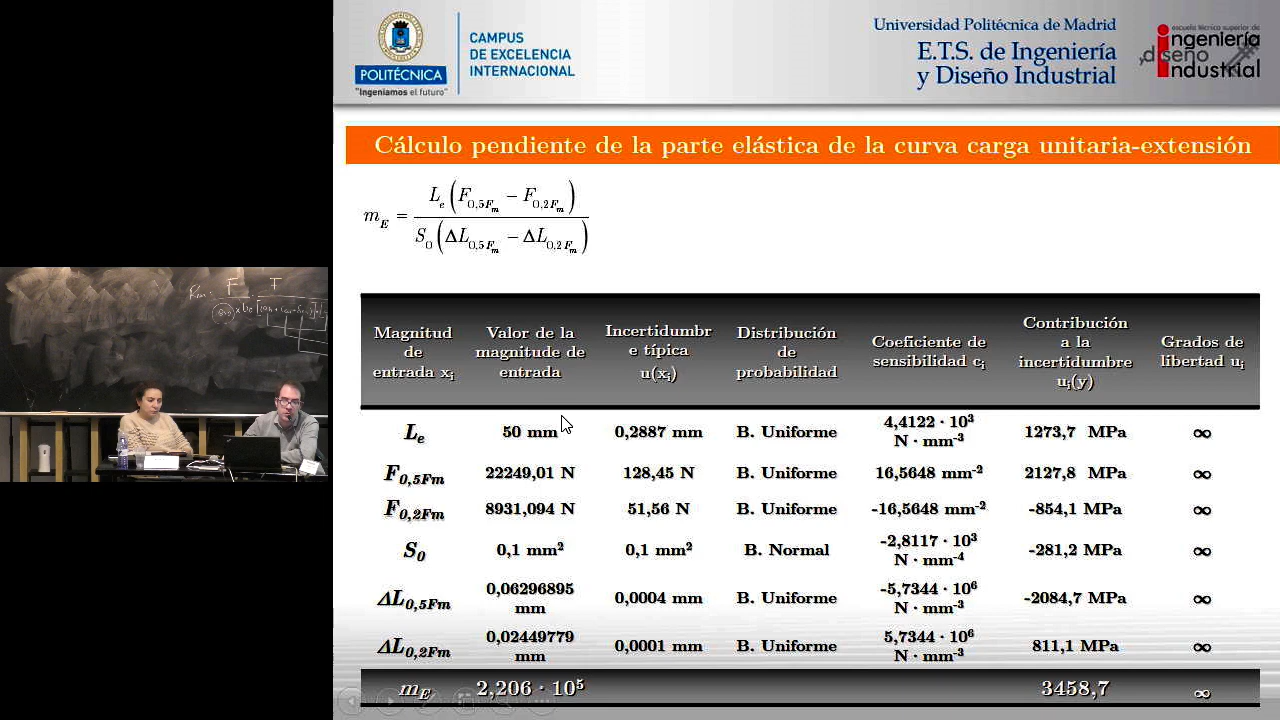 POLITÉCNICA
"Ingeniamos el futuro"
CAMPUS
DE EXCELENCIA
INTERNACIONAL
Universidad Politécnica de Madrid
E.T.S. de Ingeniería
y Diseño Industrial
escuela técnica superior de
ingeniería
y diseño
industrial
Cálculo pendiente de la parte elástica de la curva carga unitaria-extensión
m_E = L_e (F_0,5F_m − F_0,2F_m) / S_0 (ΔL_0,5F_m − ΔL_0,2F_m)
Magnitud de entrada x_i | Valor de la magnitud de entrada | Incertidumbre típica u(x_i) | Distribución de probabilidad | Coeficiente de sensibilidad c_i | Contribución a la incertidumbre u_i(y) | Grados de libertad u_i
L_e | 50 mm | 0,2887 mm | B. Uniforme | 4,4122 · 10³ N · mm⁻³ | 1273,7 MPa | ∞
F_0,5Fm | 22249,01 N | 128,45 N | B. Uniforme | 16,5648 mm⁻² | 2127,8 MPa | ∞
F_0,2Fm | 8931,094 N | 51,56 N | B. Uniforme | -16,5648 mm⁻² | -854,1 MPa | ∞
S_0 | 0,1 mm² | 0,1 mm² | B. Normal | -2,8117 · 10³ N · mm⁻⁴ | -281,2 MPa | ∞
ΔL_0,5Fm | 0,06296895 mm | 0,0004 mm | B. Uniforme | -5,7344 · 10⁶ N · mm⁻³ | -2084,7 MPa | ∞
ΔL_0,2Fm | 0,02449779 mm | 0,0001 mm | B. Uniforme | 5,7344 · 10⁶ N · mm⁻³ | 811,1 MPa | ∞
m_E | 2,206 · 10⁵ | 3458,7 | ∞